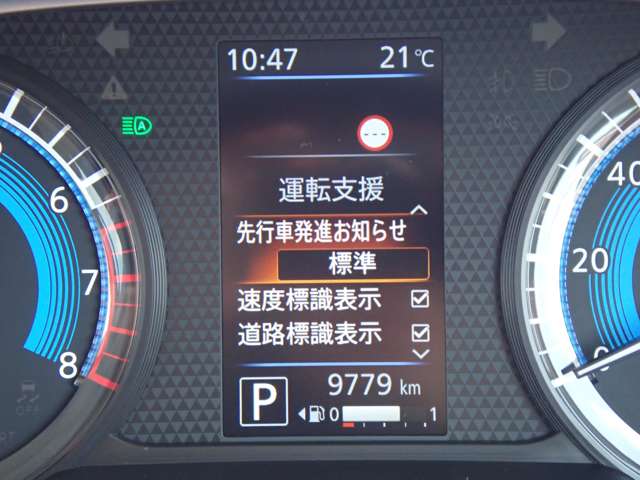 10:47 21℃
---
運転支援
先行車発進お知らせ
標準
速度標識表示
道路標識表示
P 9779 km
0 1
A
6
7
8
OFF
40
20
0